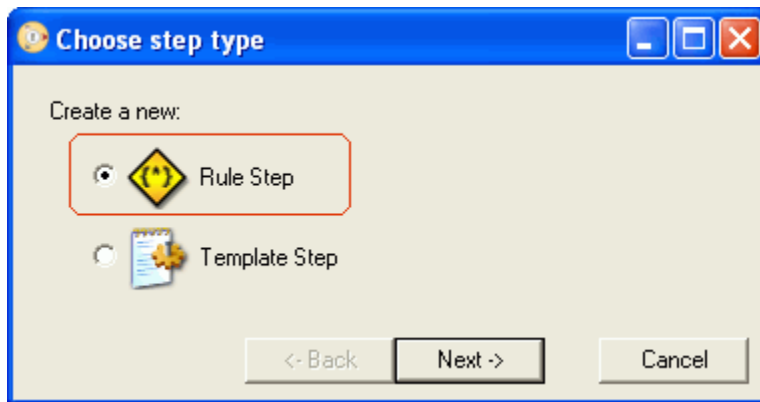 Choose step type
Create a new:
{*} Rule Step
Template Step
<- Back Next -> Cancel